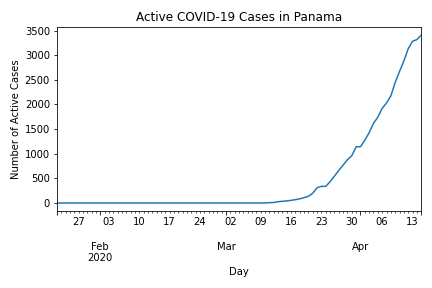 Active COVID-19 Cases in Panama
Number of Active Cases
3500
3000
2500
2000
1500
1000
500
0
27 03 10 17 24 02 09 16 23 30 06 13
Feb Mar Apr
2020
Day